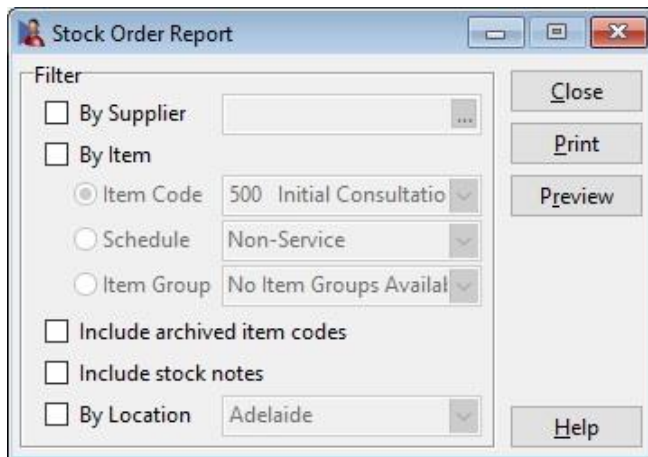 Stock Order Report
Filter
By Supplier ...
By Item
Item Code 500 Initial Consultatio
Schedule Non-Service
Item Group No Item Groups Availal
Include archived item codes
Include stock notes
By Location Adelaide
Close
Print
Preview
Help